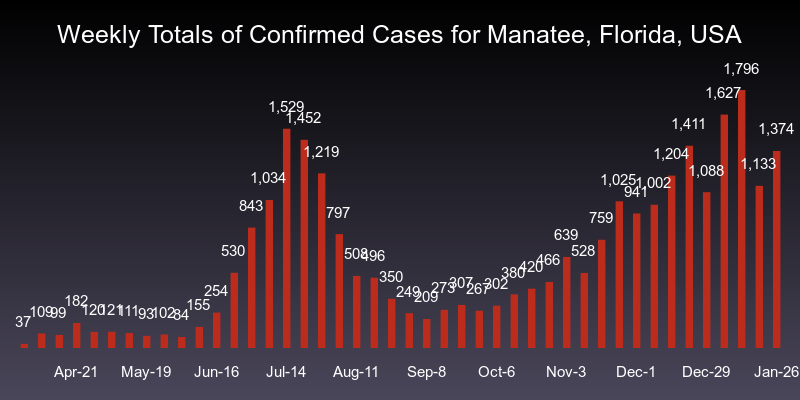 Weekly Totals of Confirmed Cases for Manatee, Florida, USA
37 109 99 182 120 121 111 93 102 84 155 254 530 843 1,034 1,529 1,452 1,219 797 508 496 350 249 209 273 307 267 302 380 420 466 639 528 759 1,025 941 1,002 1,204 1,411 1,088 1,627 1,796 1,133 1,374
Apr-21 May-19 Jun-16 Jul-14 Aug-11 Sep-8 Oct-6 Nov-3 Dec-1 Dec-29 Jan-26